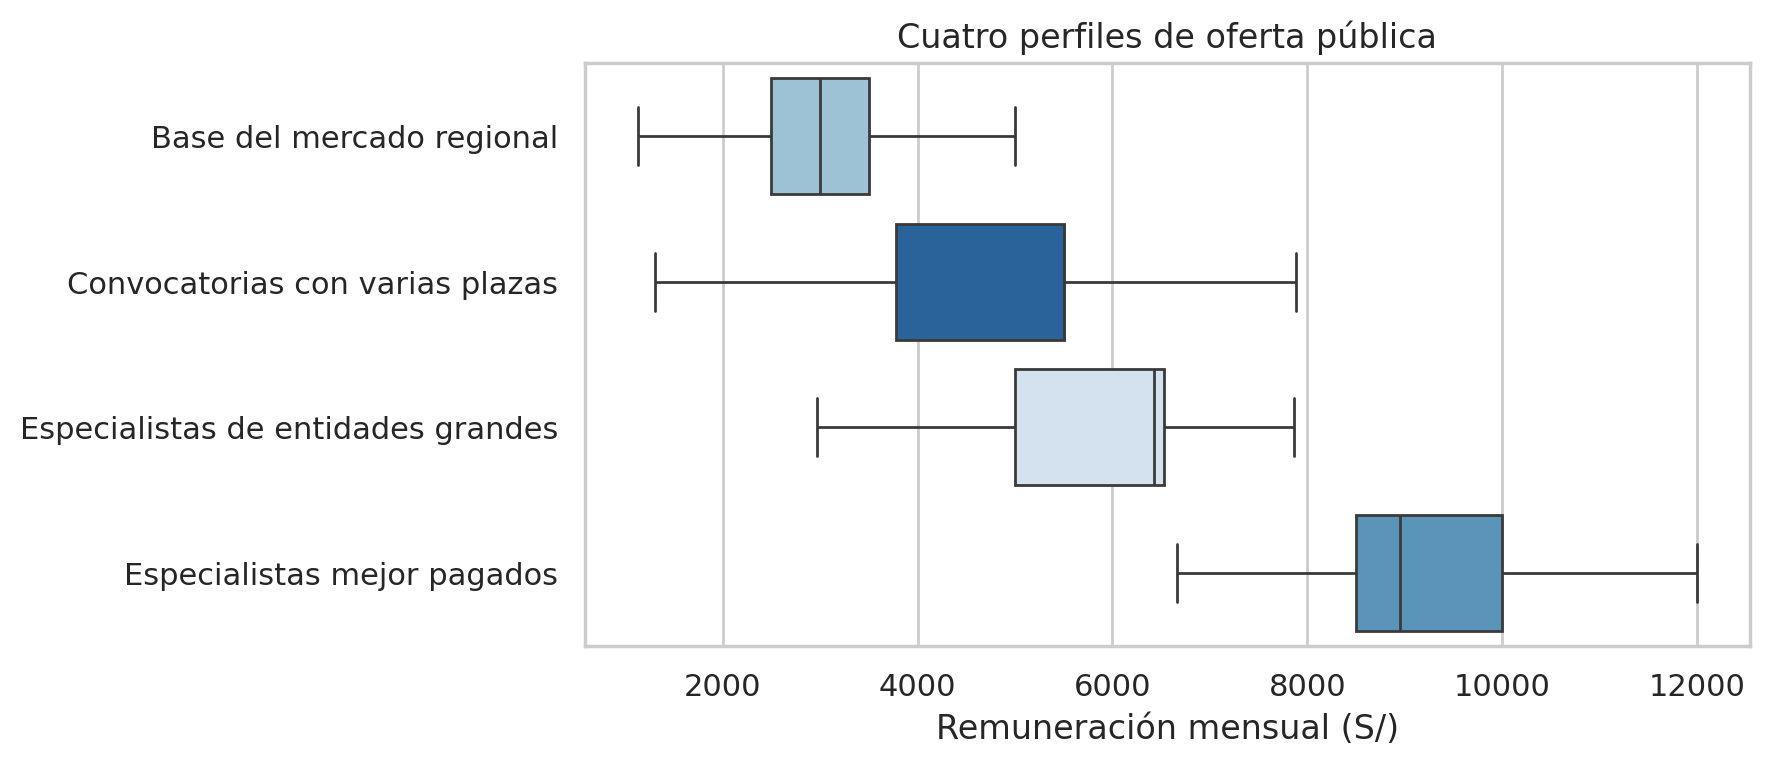 Cuatro perfiles de oferta pública
Base del mercado regional
Convocatorias con varias plazas
Especialistas de entidades grandes
Especialistas mejor pagados
2000 4000 6000 8000 10000 12000
Remuneración mensual (S/)